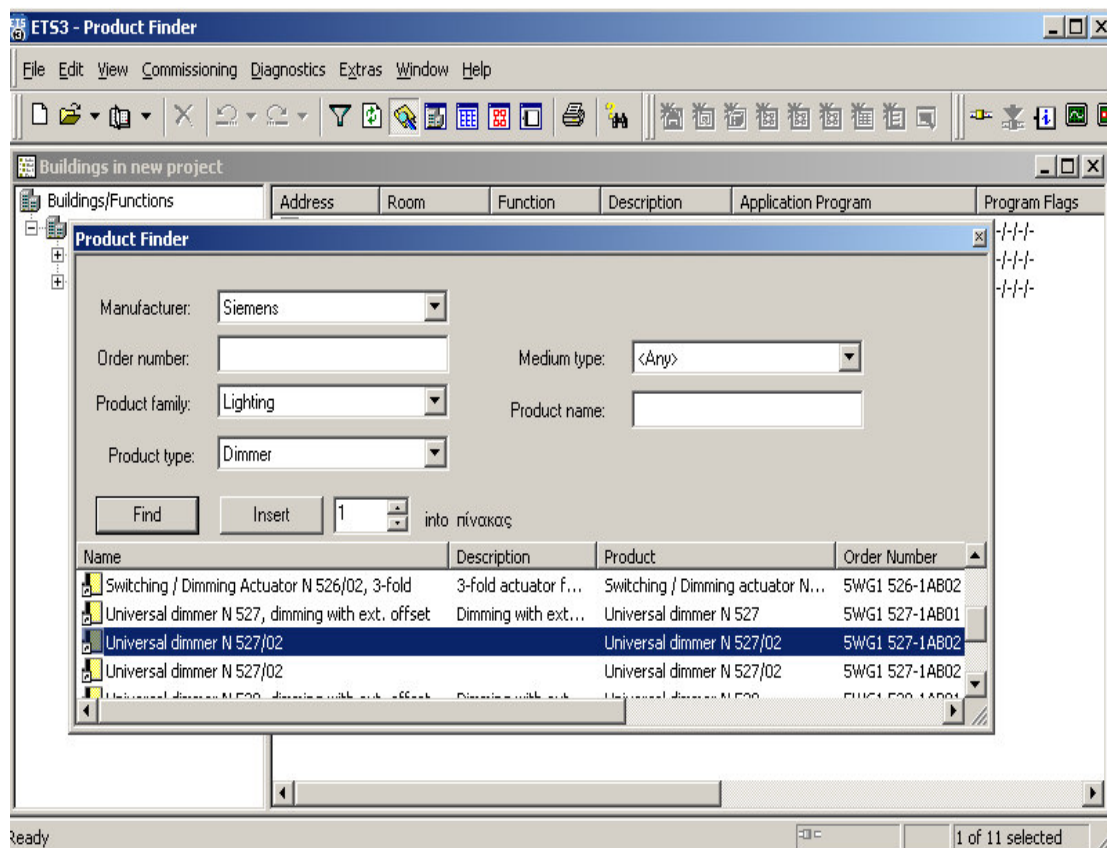 ETS3 - Product Finder
File Edit View Commissioning Diagnostics Extras Window Help
Buildings in new project
Buildings/Functions Address Room Function Description Application Program Program Flags
-/-/-/-
-/-/-/-
-/-/-/-
Product Finder
Manufacturer: Siemens
Order number: Medium type: <Any>
Product family: Lighting Product name:
Product type: Dimmer
Find Insert 1 into πίνακας
Name Description Product Order Number
Switching / Dimming Actuator N 526/02, 3-fold 3-fold actuator f... Switching / Dimming actuator N... 5WG1 526-1AB02
Universal dimmer N 527, dimming with ext. offset Dimming with ext... Universal dimmer N 527 5WG1 527-1AB01
Universal dimmer N 527/02 Universal dimmer N 527/02 5WG1 527-1AB02
Universal dimmer N 527/02 Universal dimmer N 527/02 5WG1 527-1AB02
Ready 1 of 11 selected